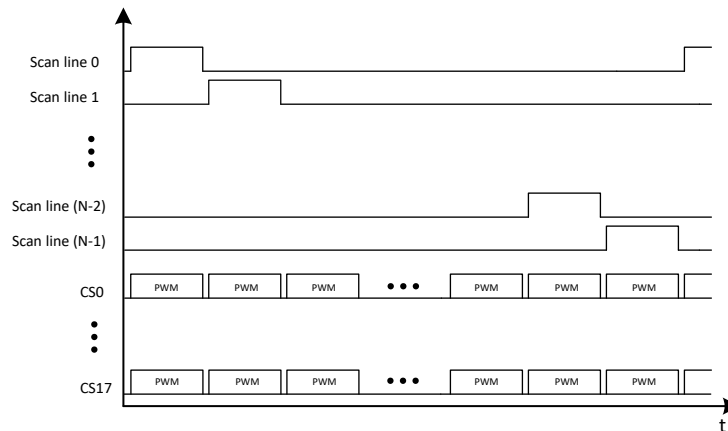 Scan line 0
Scan line 1
Scan line (N-2)
Scan line (N-1)
CS0 PWM PWM PWM PWM PWM PWM
CS17 PWM PWM PWM PWM PWM PWM
t